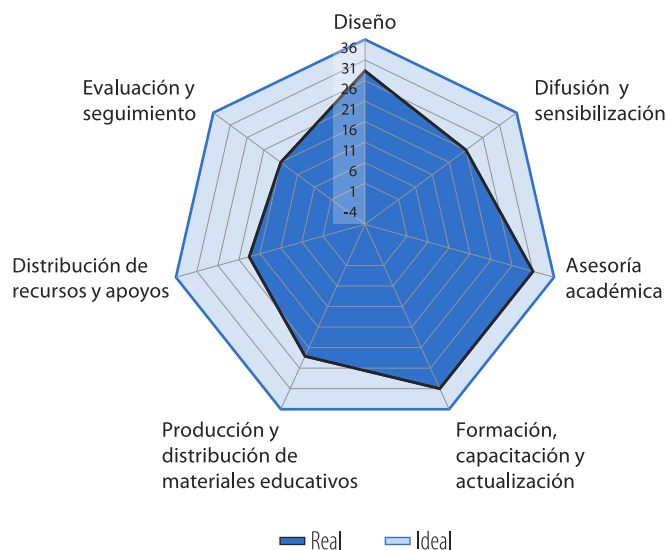 Diseño
36
31
26
21
16
11
6
1
-4
Evaluación y
seguimiento
Difusión y
sensibilización
Distribución de
recursos y apoyos
Asesoría
académica
Producción y
distribución de
materiales educativos
Formación,
capacitación y
actualización
Real
Ideal